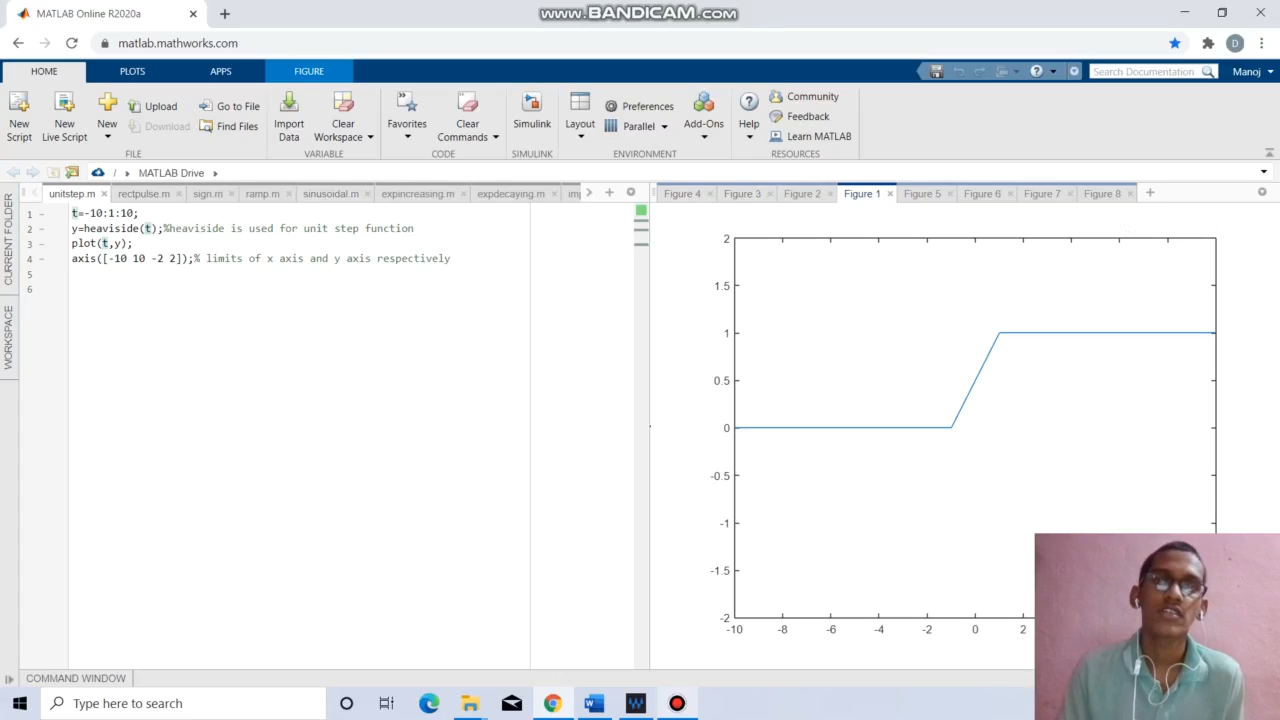 MATLAB Online R2020a
www.BANDICAM.com
matlab.mathworks.com
D
HOME
PLOTS
APPS
FIGURE
Search Documentation
Manoj
New Script
New Live Script
New
Upload
Download
Go to File
Find Files
Import Data
Clear Workspace
Favorites
Clear Commands
Simulink
Layout
Preferences
Parallel
Add-Ons
Help
Community
Feedback
Learn MATLAB
FILE
VARIABLE
CODE
SIMULINK
ENVIRONMENT
RESOURCES
/ MATLAB Drive
CURRENT FOLDER
WORKSPACE
unitstep.m
rectpulse.m
sign.m
ramp.m
sinusoidal.m
expincreasing.m
expdecaying.m
Figure 4
Figure 3
Figure 2
Figure 1
Figure 5
Figure 6
Figure 7
Figure 8
1 t=-10:1:10;
2 y=heaviside(t);%heaviside is used for unit step function
3 plot(t,y);
4 axis([-10 10 -2 2]);% limits of x axis and y axis respectively
5
6
2
1.5
1
0.5
0
-0.5
-1
-1.5
-2
-10 -8 -6 -4 -2 0 2
COMMAND WINDOW
Type here to search